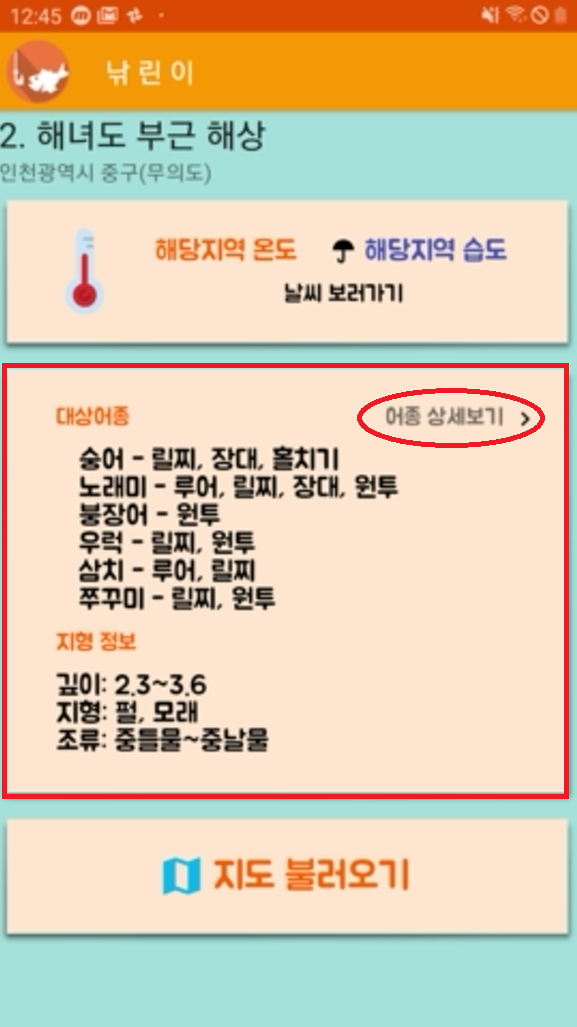 12:45
낚린이
2. 해녀도 부근 해상
인천광역시 중구(무의도)
해당지역 온도 해당지역 습도
날씨 보러가기
대상어종 어종 상세보기 >
숭어 - 릴찌, 장대, 홀치기
노래미 - 루어, 릴찌, 장대, 원투
붕장어 - 원투
우럭 - 릴찌, 원투
삼치 - 루어, 릴찌
쭈꾸미 - 릴찌, 원투
지형 정보
깊이: 2.3~3.6
지형: 펄, 모래
조류: 중들물~중날물
지도 불러오기